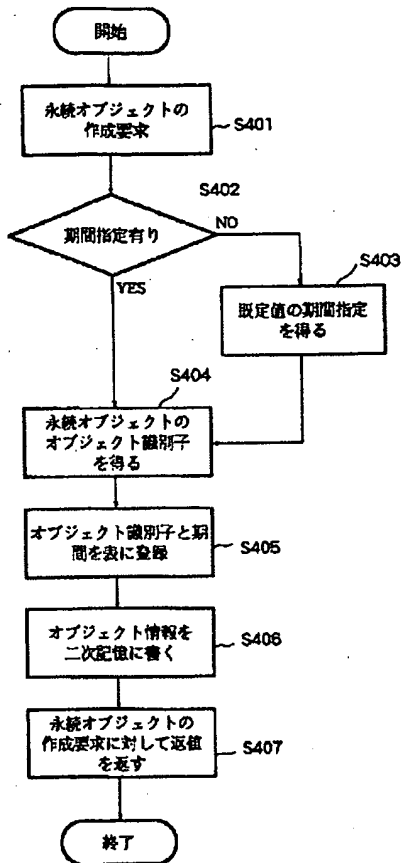 開始
永続オブジェクトの
作成要求
S401
S402
期間指定有り
NO
YES
S403
既定値の期間指定
を得る
S404
永続オブジェクトの
オブジェクト識別子
を得る
オブジェクト識別子と期
間を表に登録
S405
オブジェクト情報を
二次記憶に書く
S406
永続オブジェクトの
作成要求に対して返値
を返す
S407
終了